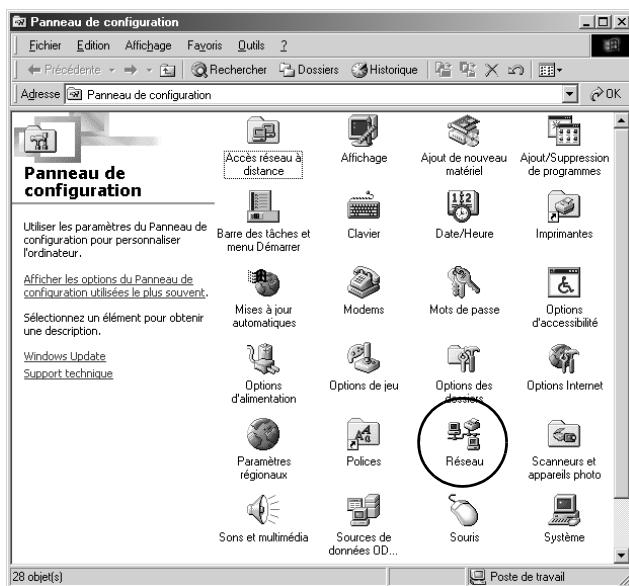 Panneau de configuration
Fichier Edition Affichage Favoris Outils ?
Précédente Rechercher Dossiers Historique
Adresse Panneau de configuration OK
Panneau de
configuration
Utiliser les paramètres du Panneau de
configuration pour personnaliser
l'ordinateur.
Afficher les options du Panneau de
configuration utilisées le plus souvent.
Sélectionnez un élément pour obtenir
une description.
Windows Update
Support technique
Accès réseau à
distance
Affichage
Ajout de nouveau
matériel
Ajout/Suppression
de programmes
Barre des tâches et
menu Démarrer
Clavier
Date/Heure
Imprimantes
Mises à jour
automatiques
Modems
Mots de passe
Options
d'accessibilité
Options
d'alimentation
Options de jeu
Options des
dossiers
Options Internet
Paramètres
régionaux
Polices
Réseau
Scanneurs et
appareils photo
Sons et multimédia
Sources de
données OD...
Souris
Système
28 objet(s) Poste de travail